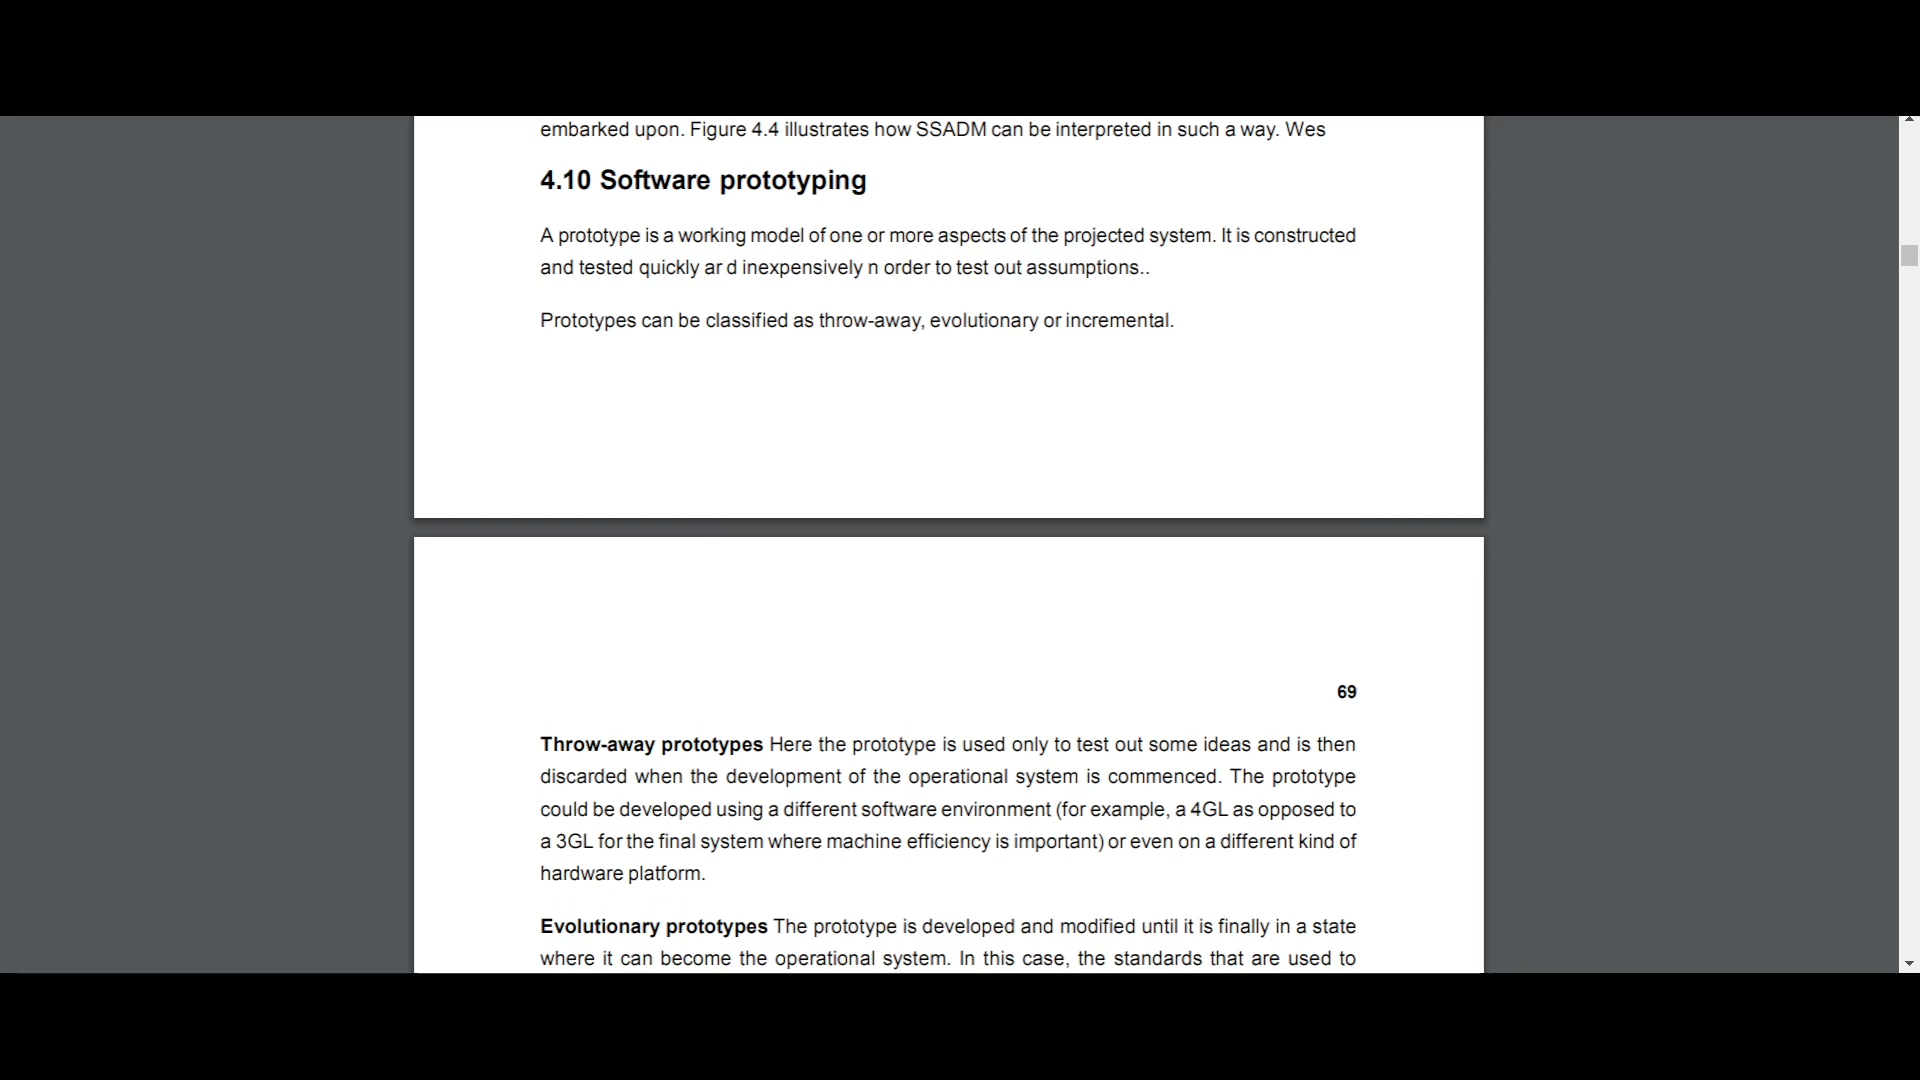 embarked upon. Figure 4.4 illustrates how SSADM can be interpreted in such a way. Wes
4.10 Software prototyping
A prototype is a working model of one or more aspects of the projected system. It is constructed
and tested quickly ar d inexpensively n order to test out assumptions..
Prototypes can be classified as throw-away, evolutionary or incremental.
69
Throw-away prototypes Here the prototype is used only to test out some ideas and is then
discarded when the development of the operational system is commenced. The prototype
could be developed using a different software environment (for example, a 4GL as opposed to
a 3GL for the final system where machine efficiency is important) or even on a different kind of
hardware platform.
Evolutionary prototypes The prototype is developed and modified until it is finally in a state
where it can become the operational system. In this case, the standards that are used to